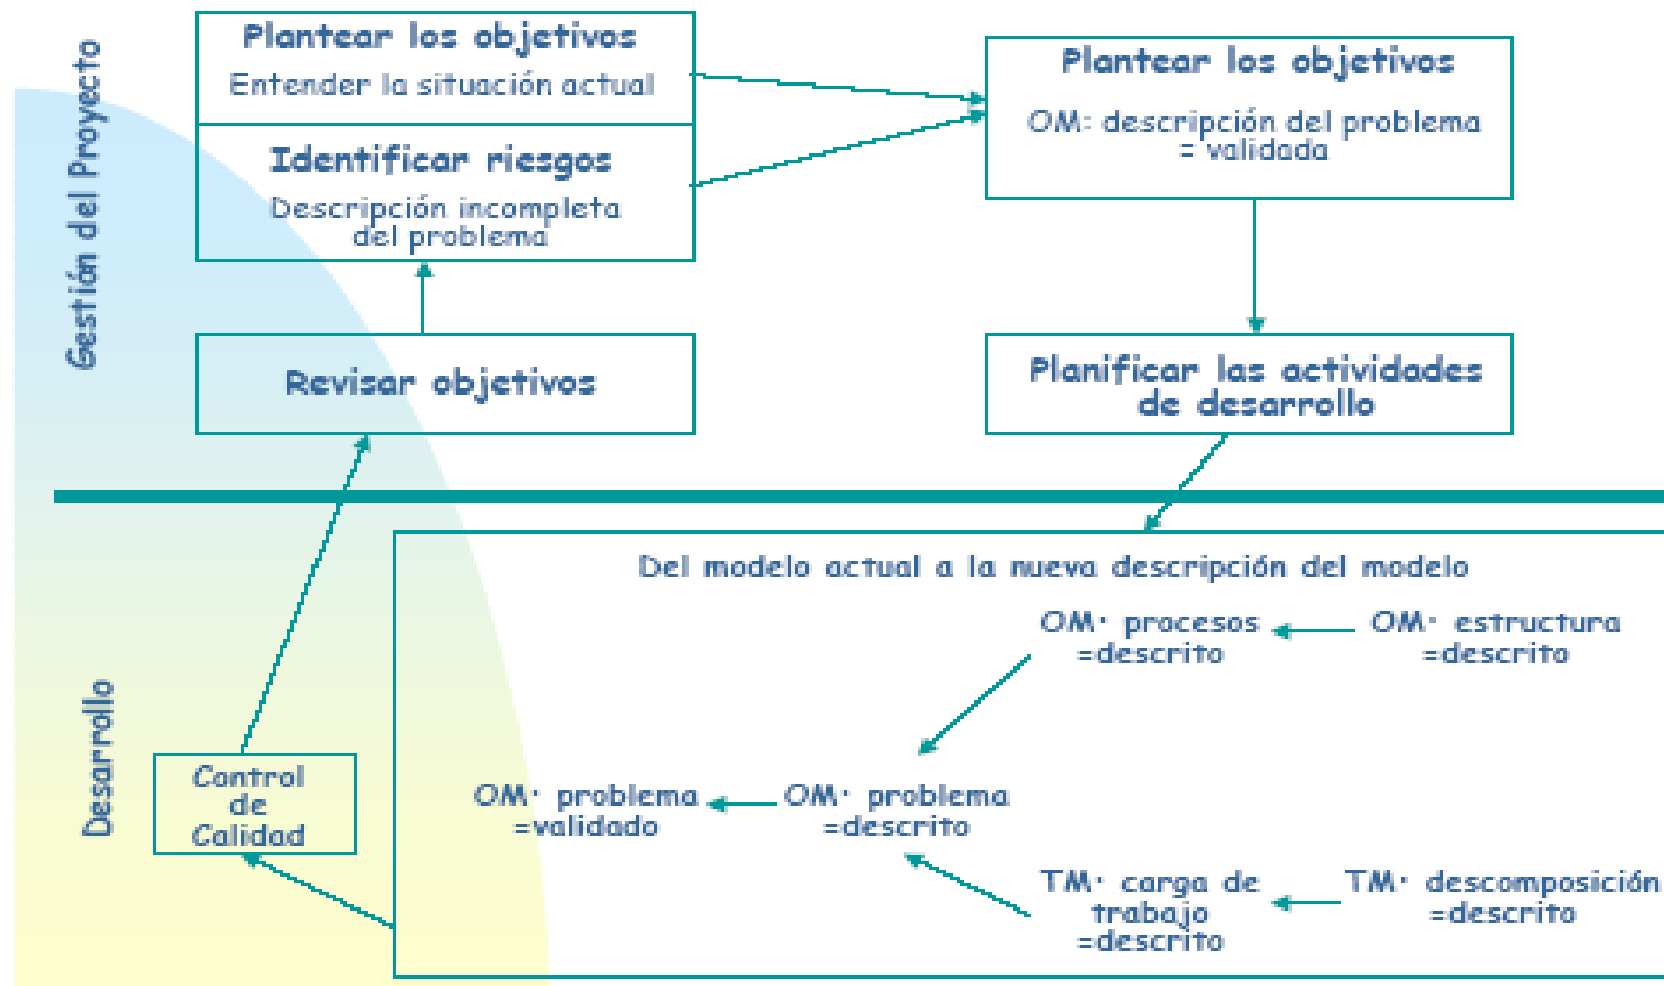 Gestión del Proyecto
Plantear los objetivos
Entender la situación actual
Identificar riesgos
Descripción incompleta
del problema
Plantear los objetivos
OM: descripción del problema
= validada
Revisar objetivos
Planificar las actividades
de desarrollo
Desarrollo
Del modelo actual a la nueva descripción del modelo
OM· procesos
=descrito
OM· estructura
=descrito
Control
de
Calidad
OM· problema
=validado
OM· problema
=descrito
TM· carga de
trabajo
=descrito
TM· descomposición
=descrito